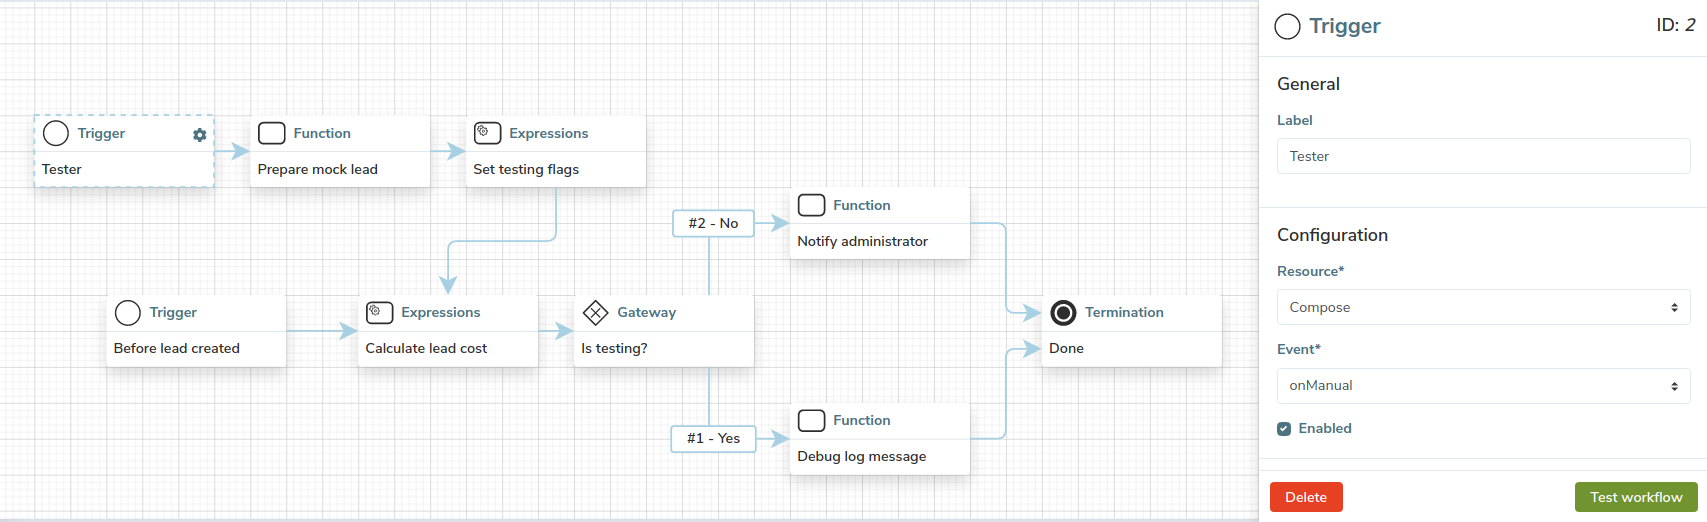 Trigger
Tester
Function
Prepare mock lead
Expressions
Set testing flags
#2 - No
Function
Notify administrator
Trigger
Before lead created
Expressions
Calculate lead cost
Gateway
Is testing?
Termination
Done
#1 - Yes
Function
Debug log message
Trigger
ID: 2
General
Label
Tester
Configuration
Resource*
Compose
Event*
onManual
Enabled
Delete
Test workflow